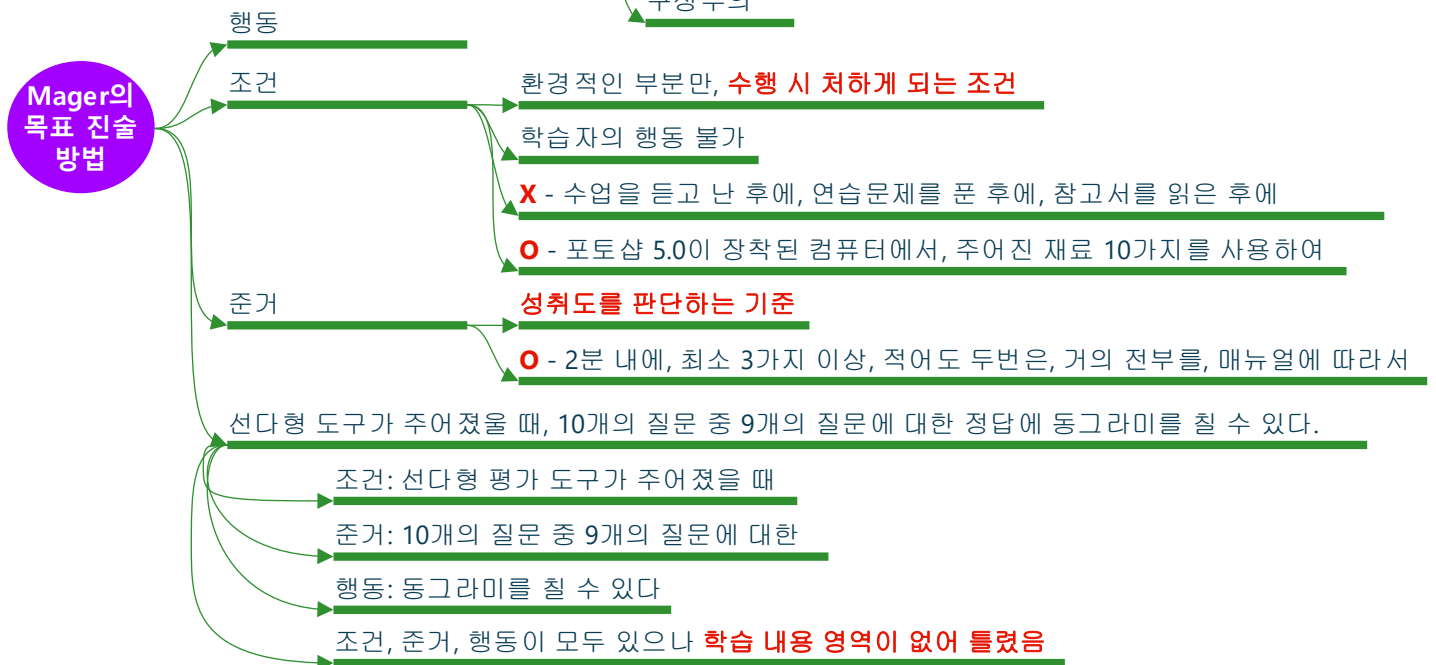 행동
조건
환경적인 부분만, 수행 시 처하게 되는 조건
Mager의
목표 진술
방법
학습자의 행동 불가
X - 수업을 듣고 난 후에, 연습문제를 푼 후에, 참고서를 읽은 후에
O - 포토샵 5.0이 장착된 컴퓨터에서, 주어진 재료 10가지를 사용하여
준거
성취도를 판단하는 기준
O - 2분 내에, 최소 3가지 이상, 적어도 두번은, 거의 전부를, 매뉴얼에 따라서
선다형 도구가 주어졌울 때, 10개의 질문 중 9개의 질문에 대한 정답에 동그라미를 칠 수 있다.
조건: 선다형 평가 도구가 주어졌을 때
준거: 10개의 질문 중 9개의 질문에 대한
행동: 동그라미를 칠 수 있다
조건, 준거, 행동이 모두 있으나 학습 내용 영역이 없어 틀렸음